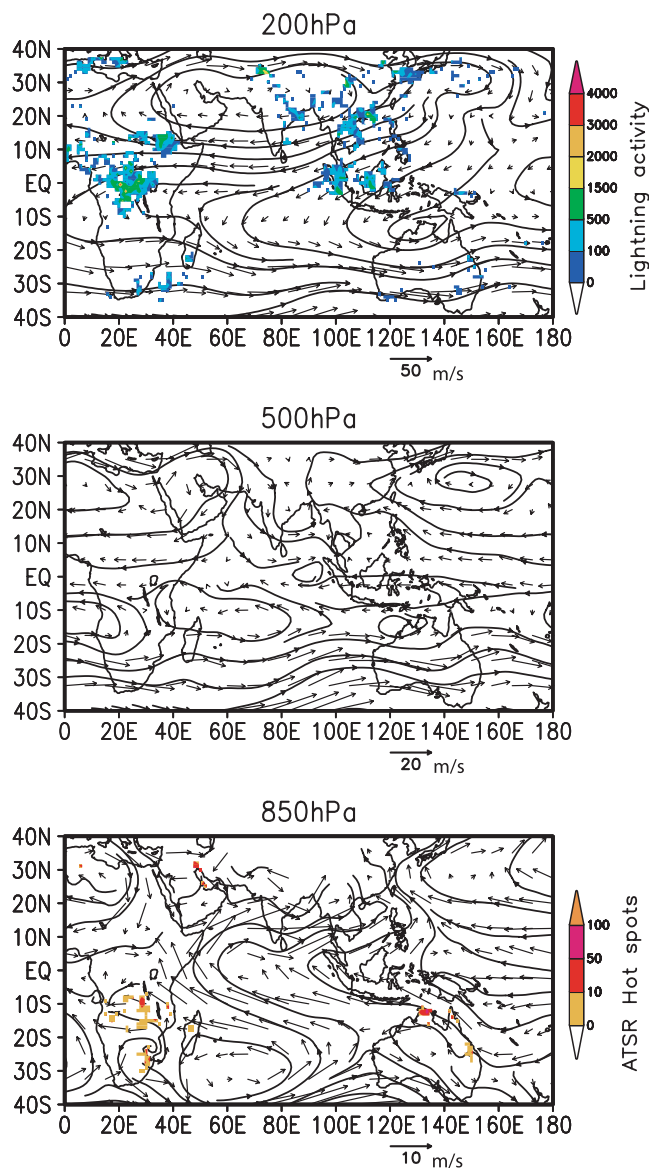 200hPa
40N
30N
20N
10N
EQ
10S
20S
30S
40S
0 20E 40E 60E 80E 100E 120E 140E 160E 180
50 m/s
4000
3000
2000
1500
500
100
0
Lightning activity
500hPa
40N
30N
20N
10N
EQ
10S
20S
30S
40S
0 20E 40E 60E 80E 100E 120E 140E 160E 180
20 m/s
850hPa
40N
30N
20N
10N
EQ
10S
20S
30S
40S
0 20E 40E 60E 80E 100E 120E 140E 160E 180
10 m/s
100
50
10
0
ATSR Hot spots